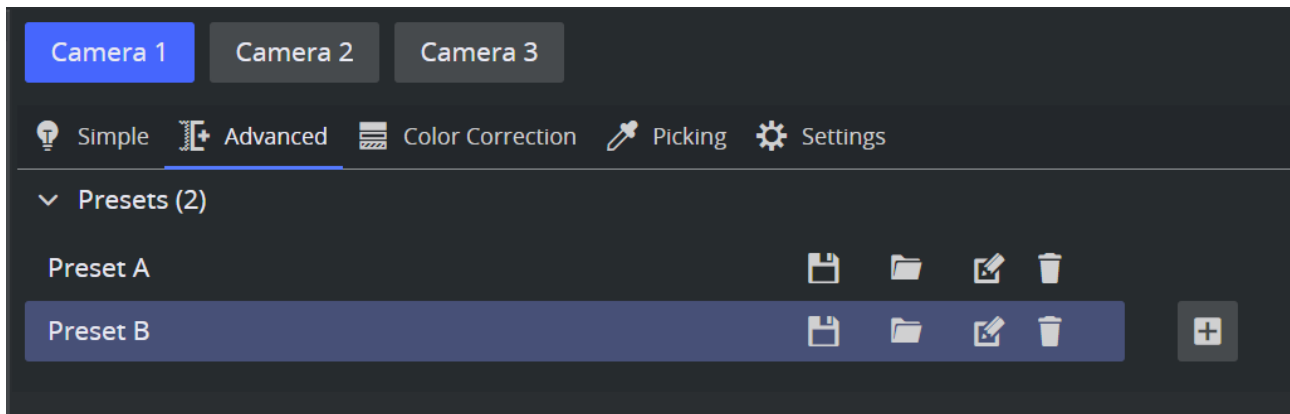 Camera 1 Camera 2 Camera 3
Simple Advanced Color Correction Picking Settings
Presets (2)
Preset A
Preset B